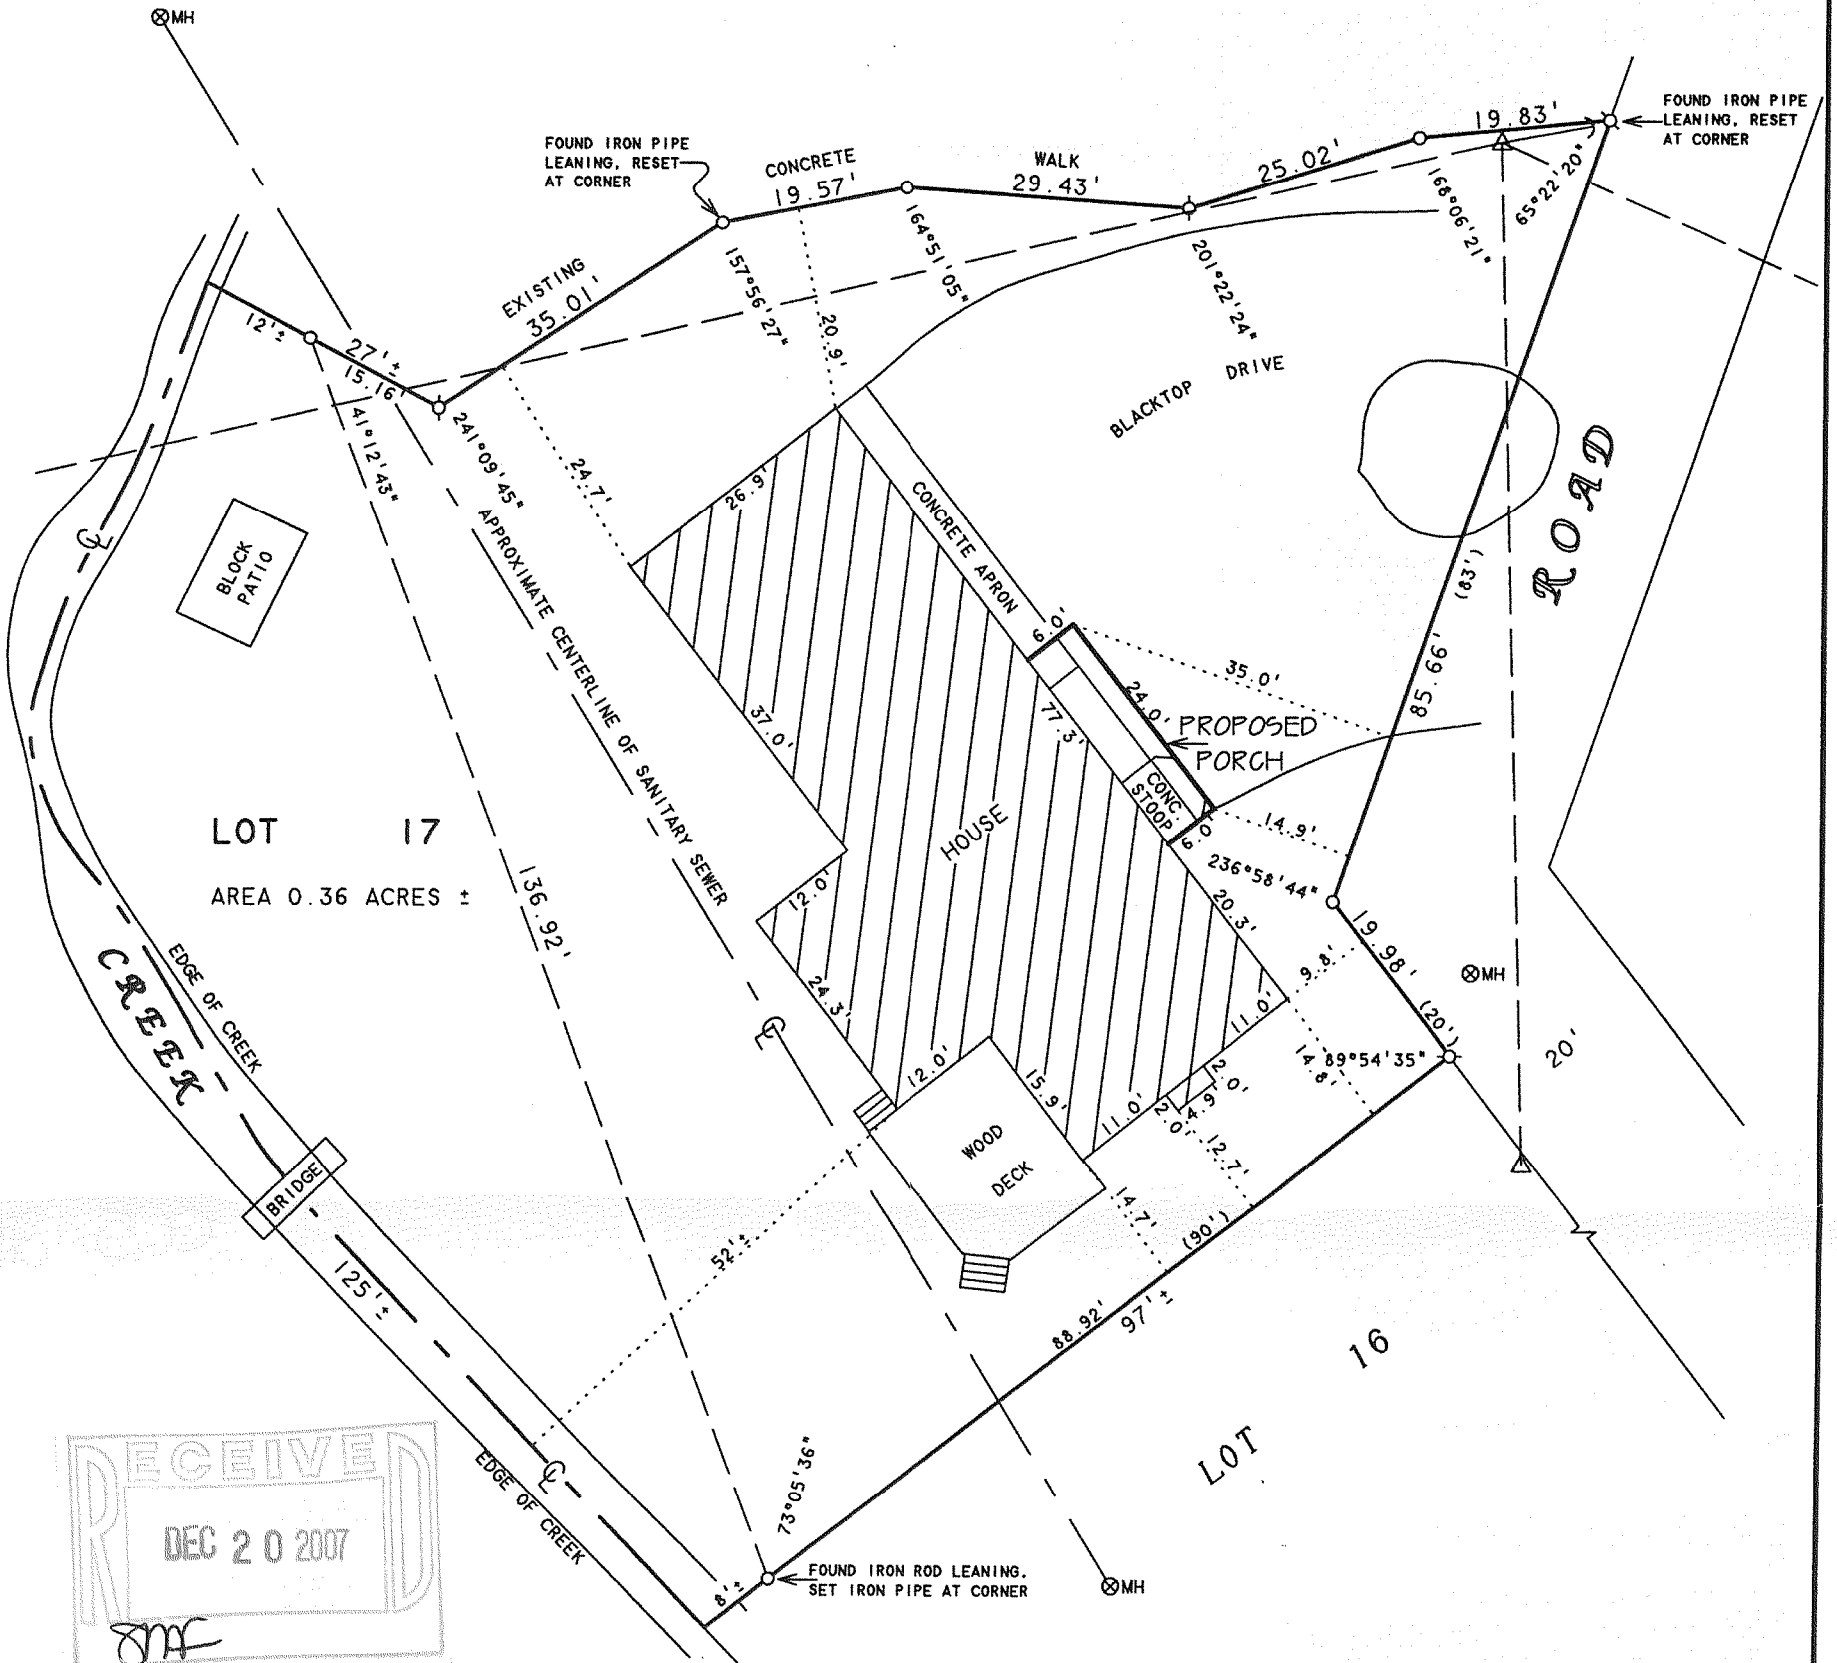 MH
FOUND IRON PIPE
LEANING, RESET
AT CORNER
CONCRETE
19.57'
WALK
29.43'
25.02'
19.83'
FOUND IRON PIPE
LEANING, RESET
AT CORNER
EXISTING
35.01'
157°56'27"
164°51'05"
201°22'24"
168°06'21"
65°22'20"
12'±
27'±
15.16'
41°12'43"
241°09'45"
20.9'
24.7'
26.9'
BLACKTOP DRIVE
ROAD
(83')
85.66'
CONCRETE APRON
APPROXIMATE CENTERLINE OF SANITARY SEWER
BLOCK
PATIO
CL
6.0'
35.0'
24.0'
77.3'
37.0'
PROPOSED
PORCH
CONC.
STOOP
6.0'
14.9'
HOUSE
236°58'44"
LOT 17
AREA 0.36 ACRES ±
136.92'
12.0'
24.3'
20.3'
9.8'
19.98'
(20')
MH
20'
89°54'35"
14.8'
11.0'
2.0'
4.9'
2.0'
11.0'
12.7'
CREEK
EDGE OF CREEK
CL
12.0'
15.9'
WOOD
DECK
14.7'
(90')
BRIDGE
52'±
125'±
88.92'
97'±
LOT 16
CL
EDGE OF CREEK
73°05'36"
8'±
FOUND IRON ROD LEANING,
SET IRON PIPE AT CORNER
MH
RECEIVED
DEC 20 2007